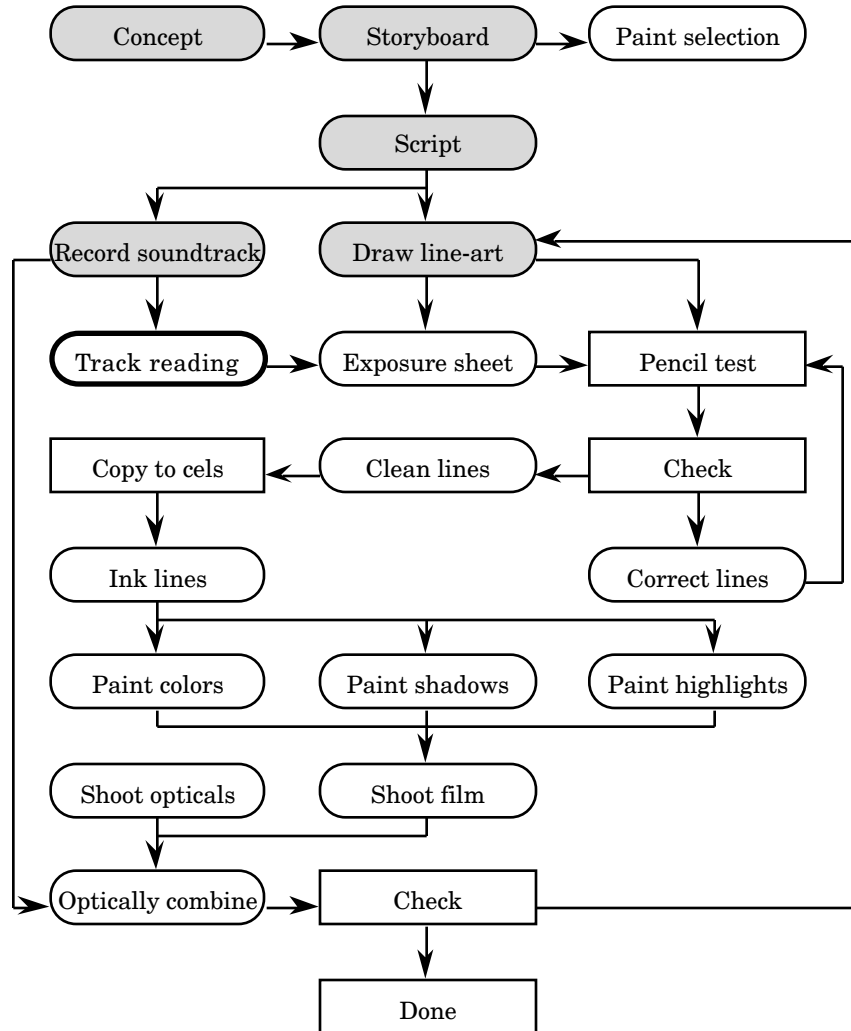 Concept
Storyboard
Paint selection
Script
Record soundtrack
Draw line-art
Track reading
Exposure sheet
Pencil test
Copy to cels
Clean lines
Check
Ink lines
Correct lines
Paint colors
Paint shadows
Paint highlights
Shoot opticals
Shoot film
Optically combine
Check
Done